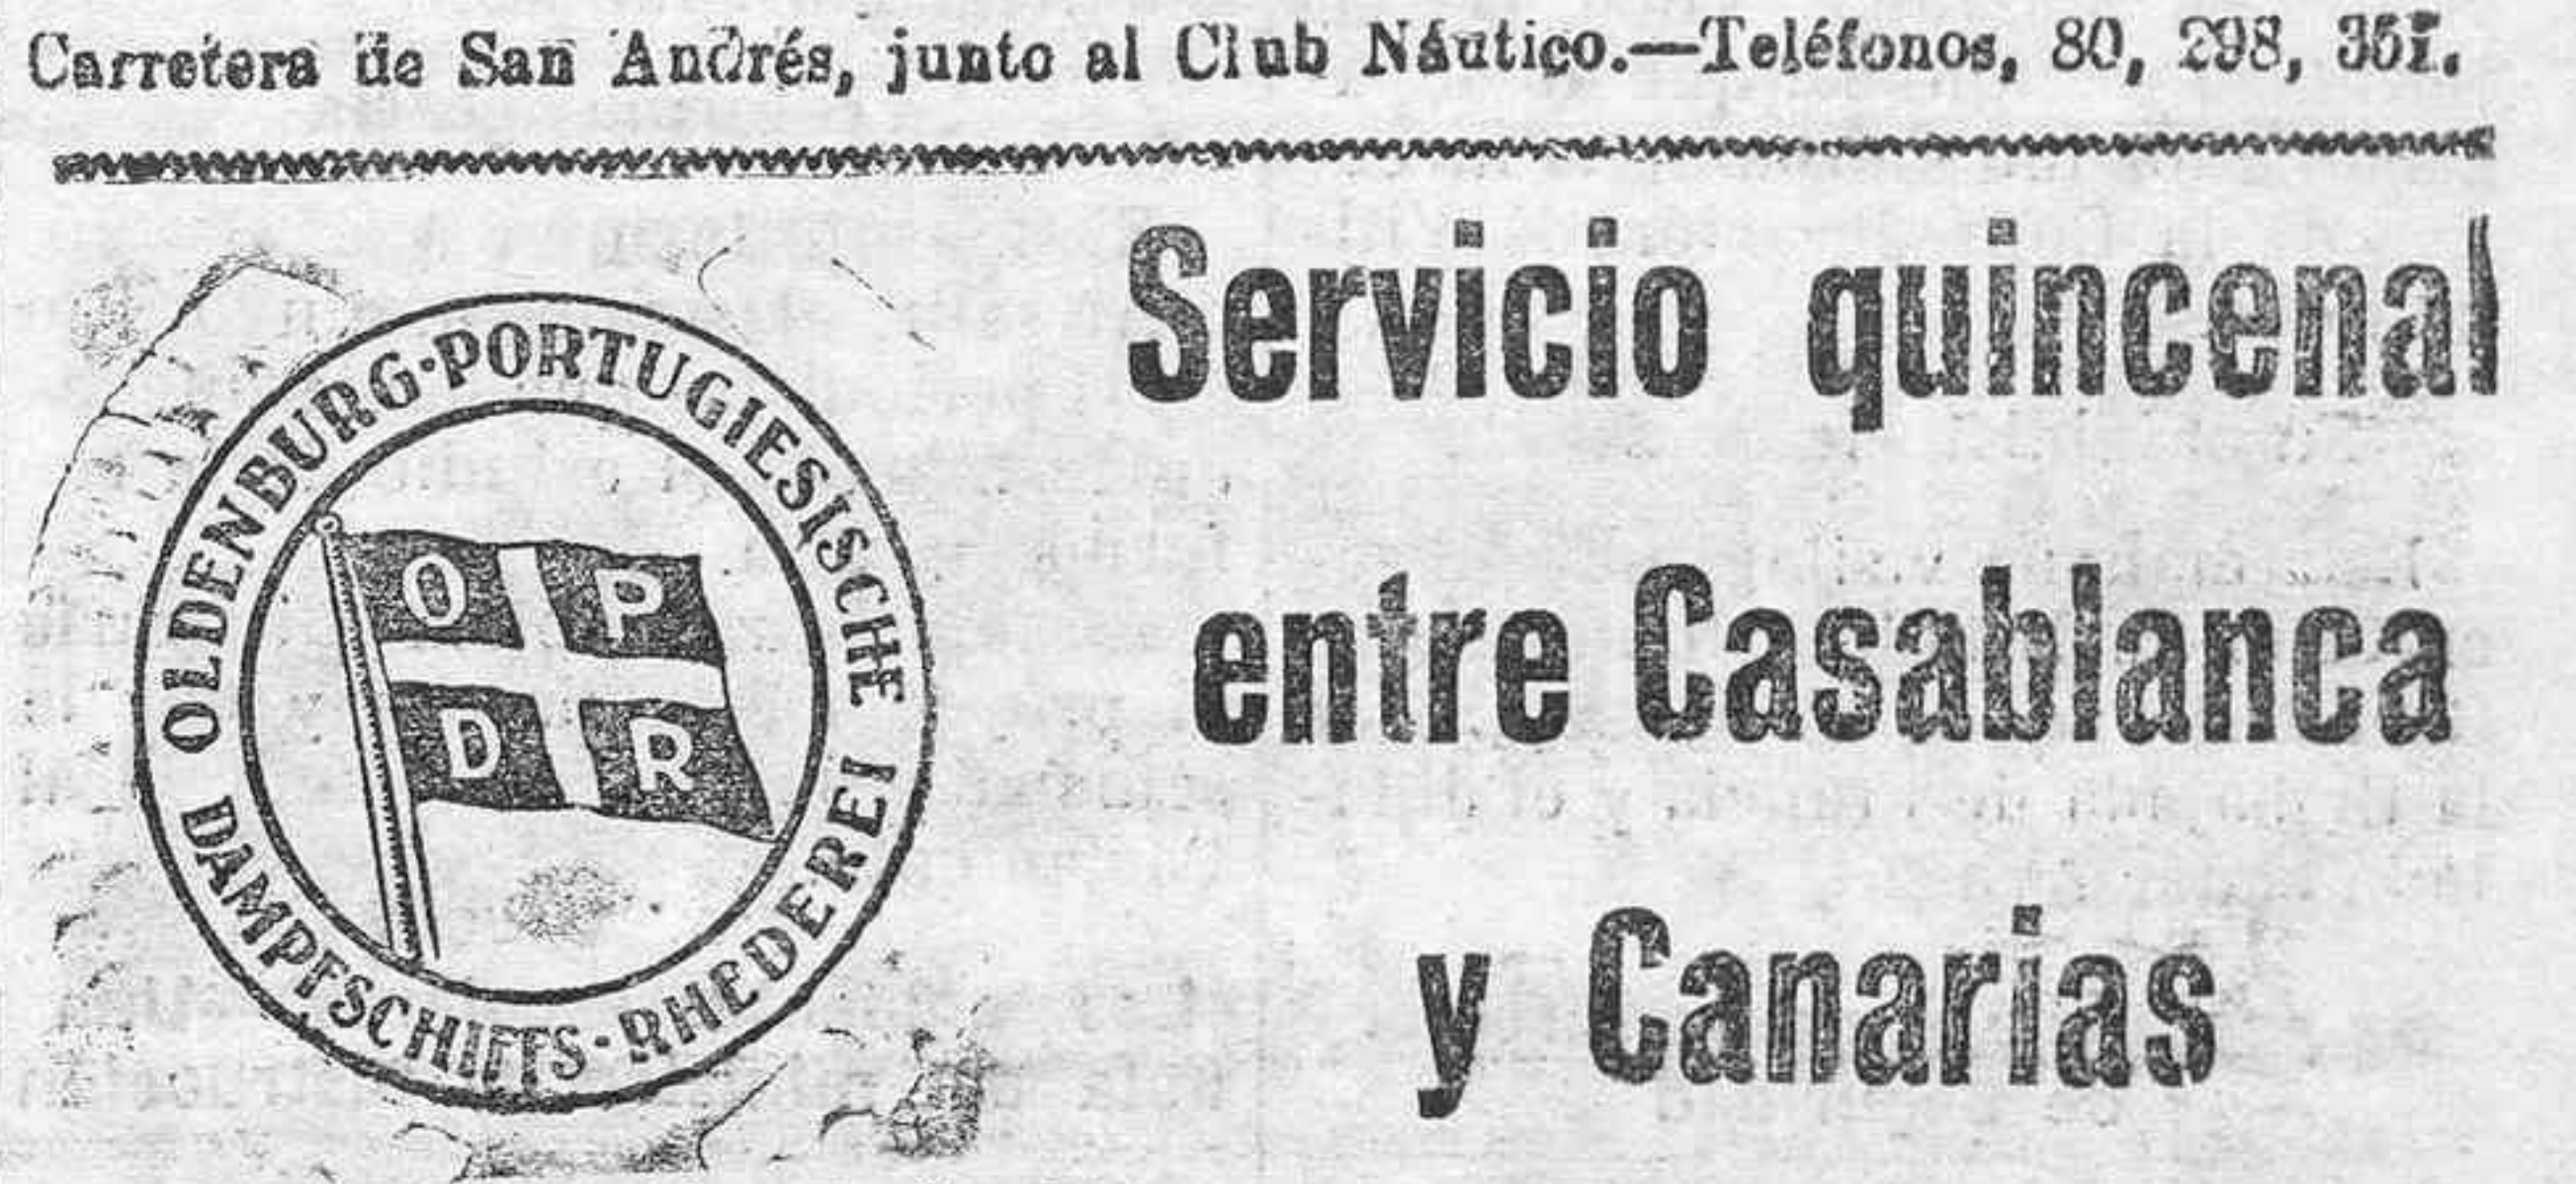 Carretera de San Andrés, junto al Club Náutico.—Teléfonos, 80, 298, 351.
OLDENBURG·PORTUGIESISCHE
DAMPFSCHIFFS·RHEDEREI
O P
D R
Servicio quincenal
entre Casablanca
y Canarias